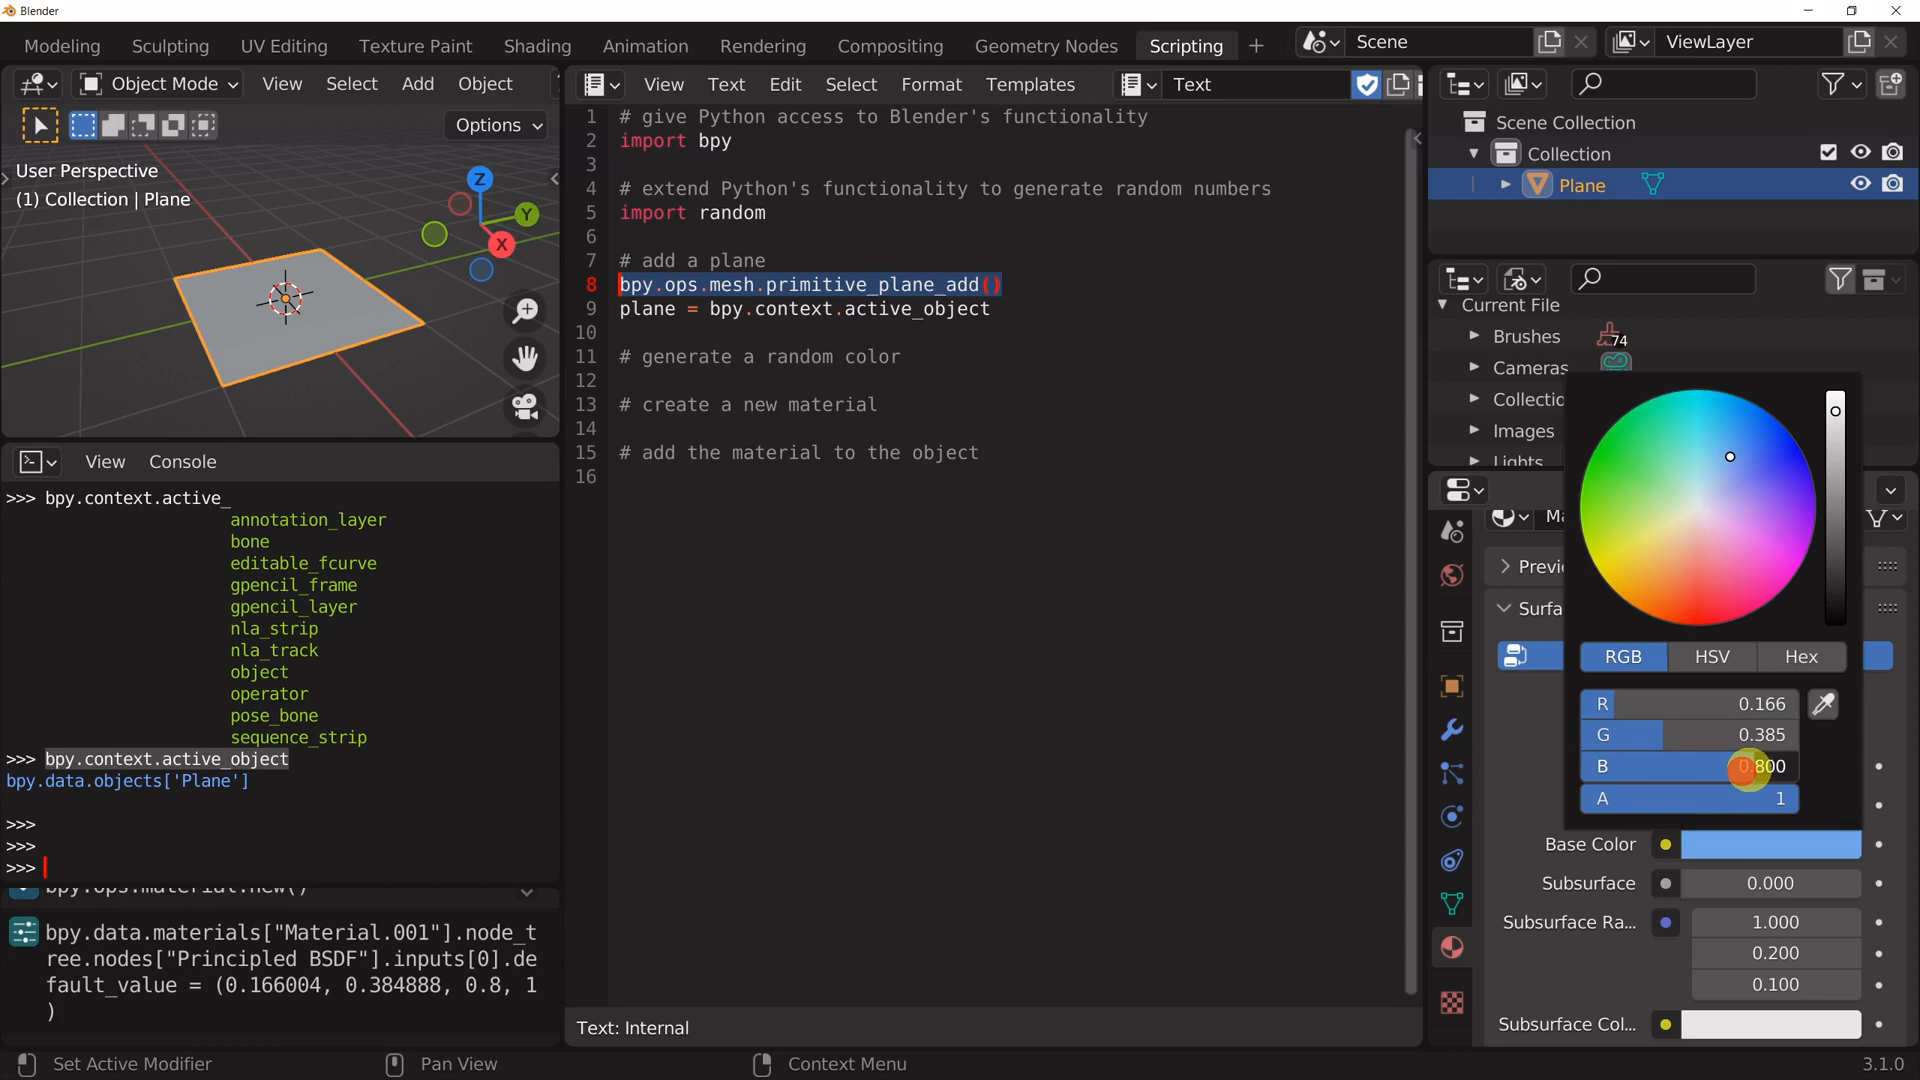 Blender
Modeling Sculpting UV Editing Texture Paint Shading Animation Rendering Compositing Geometry Nodes Scripting + Scene ViewLayer
Object Mode View Select Add Object
Options
User Perspective
(1) Collection | Plane
Z
Y
X
View Text Edit Select Format Templates Text
1 # give Python access to Blender's functionality
2 import bpy
3
4 # extend Python's functionality to generate random numbers
5 import random
6
7 # add a plane
8 bpy.ops.mesh.primitive_plane_add()
9 plane = bpy.context.active_object
10
11 # generate a random color
12
13 # create a new material
14
15 # add the material to the object
16
Text: Internal
View Console
>>> bpy.context.active_
annotation_layer
bone
editable_fcurve
gpencil_frame
gpencil_layer
nla_strip
nla_track
object
operator
pose_bone
sequence_strip
>>> bpy.context.active_object
bpy.data.objects['Plane']
>>>
>>>
>>>
bpy.ops.material.new()
bpy.data.materials["Material.001"].node_t
ree.nodes["Principled BSDF"].inputs[0].de
fault_value = (0.166004, 0.384888, 0.8, 1
)
Scene Collection
Collection
Plane
Current File
Brushes 74
Cameras
Collectio
Images
Lights
Ma
Previ
Surfa
RGB HSV Hex
R 0.166
G 0.385
B 0.800
A 1
Base Color
Subsurface 0.000
Subsurface Ra... 1.000
0.200
0.100
Subsurface Col...
Set Active Modifier Pan View Context Menu 3.1.0